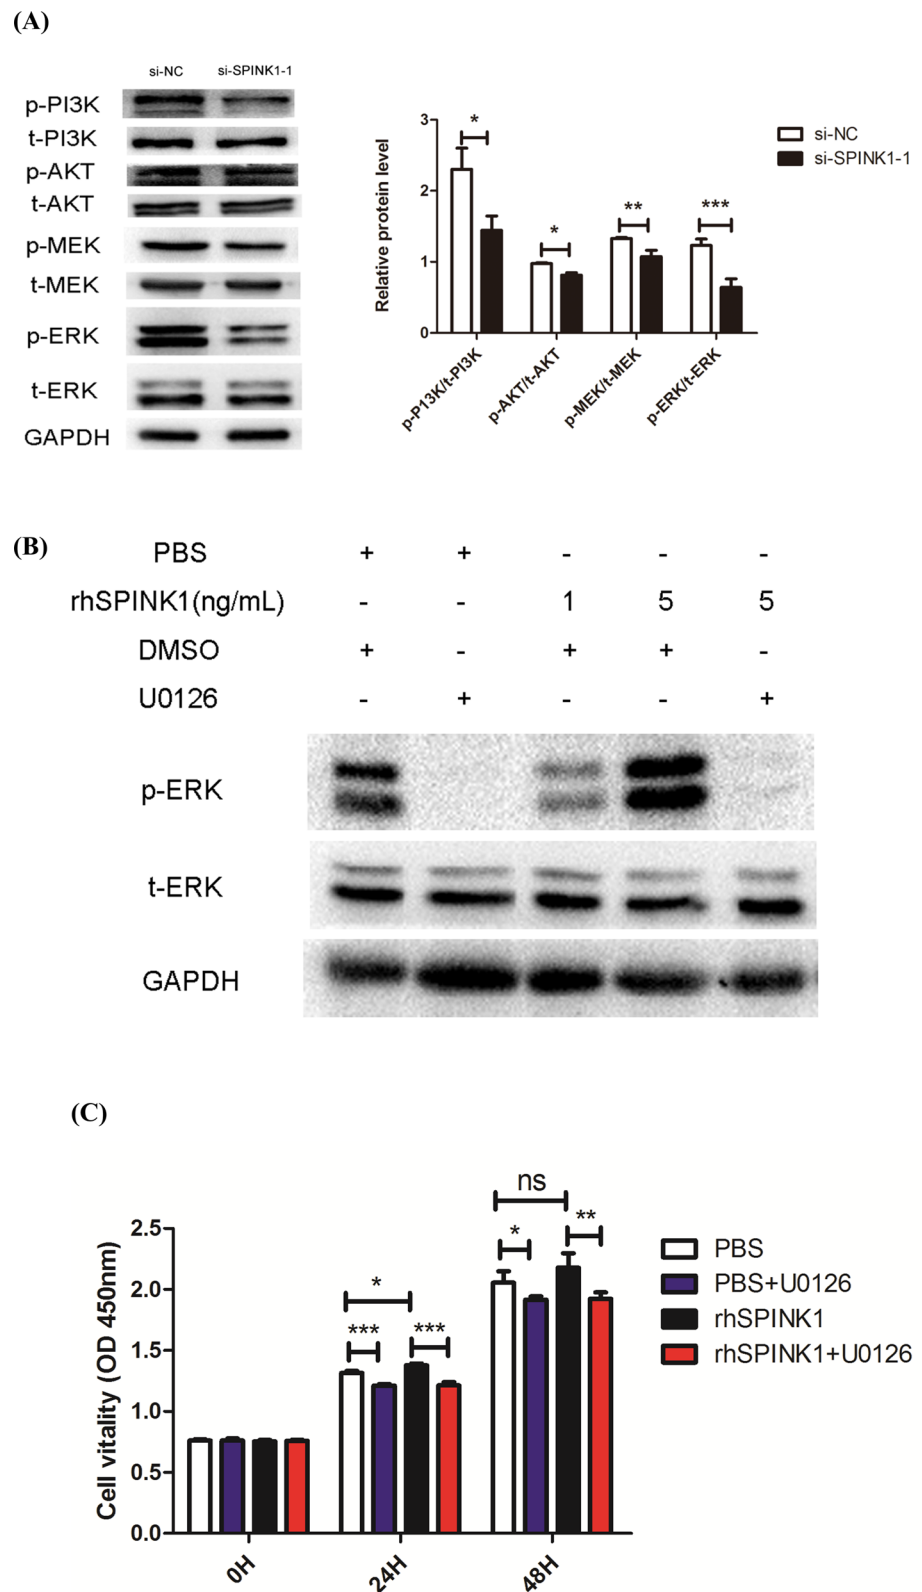 (A)
si-NC si-SPINK1-1
p-PI3K
t-PI3K
p-AKT
t-AKT
p-MEK
t-MEK
p-ERK
t-ERK
GAPDH
Relative protein level
3
2
1
0
* * ** ***
p-P13K/t-PI3K
p-AKT/t-AKT
p-MEK/t-MEK
p-ERK/t-ERK
si-NC
si-SPINK1-1
(B)
PBS + + - - -
rhSPINK1(ng/mL) - - 1 5 5
DMSO + - + + -
U0126 - + - - +
p-ERK
t-ERK
GAPDH
(C)
Cell vitality (OD 450nm)
2.5
2.0
1.5
1.0
0.5
0.0
*
*** ***
ns
* **
0H
24H
48H
PBS
PBS+U0126
rhSPINK1
rhSPINK1+U0126